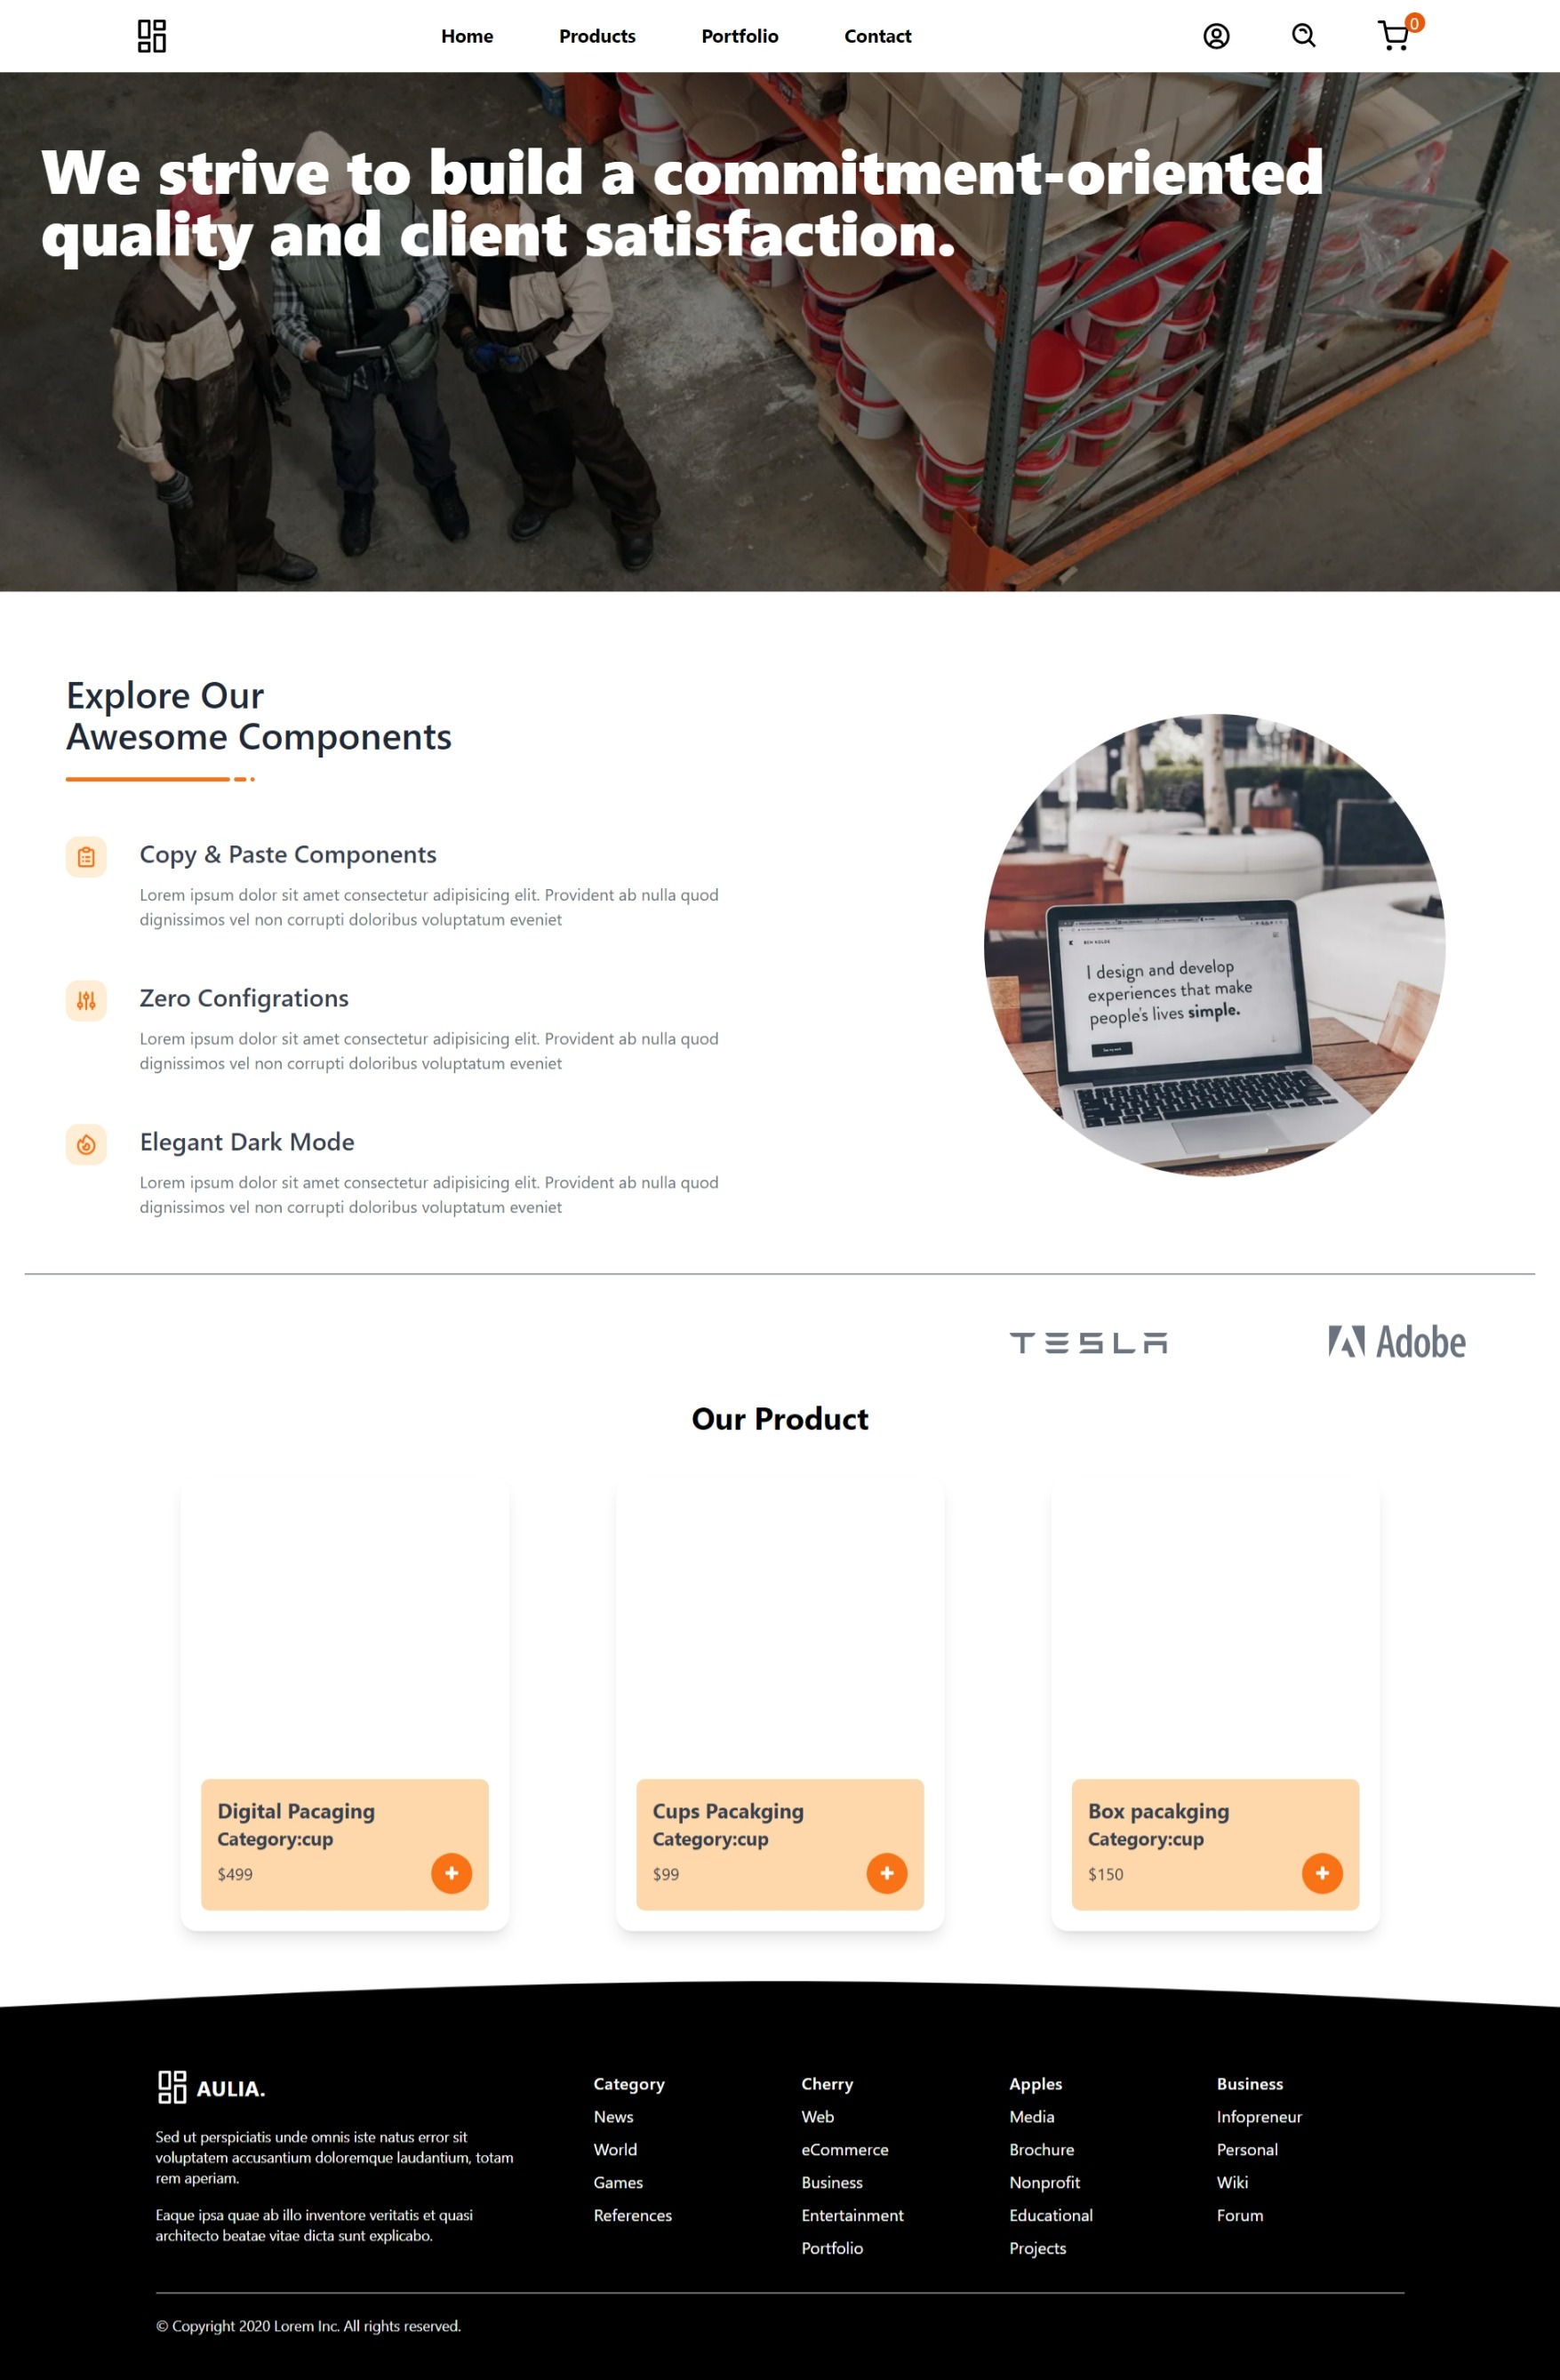 Home Products Portfolio Contact 0
We strive to build a commitment-oriented
quality and client satisfaction.
Explore Our
Awesome Components
Copy & Paste Components
Lorem ipsum dolor sit amet consectetur adipisicing elit. Provident ab nulla quod
dignissimos vel non corrupti doloribus voluptatum eveniet
Zero Configrations
Lorem ipsum dolor sit amet consectetur adipisicing elit. Provident ab nulla quod
dignissimos vel non corrupti doloribus voluptatum eveniet
Elegant Dark Mode
Lorem ipsum dolor sit amet consectetur adipisicing elit. Provident ab nulla quod
dignissimos vel non corrupti doloribus voluptatum eveniet
I design and develop
experiences that make
people's lives simple.
TESLA Adobe
Our Product
Digital Pacaging
Category:cup
$499
Cups Pacakging
Category:cup
$99
Box pacakging
Category:cup
$150
AULIA.
Sed ut perspiciatis unde omnis iste natus error sit
voluptatem accusantium doloremque laudantium, totam
rem aperiam.
Eaque ipsa quae ab illo inventore veritatis et quasi
architecto beatae vitae dicta sunt explicabo.
Category
News
World
Games
References
Cherry
Web
eCommerce
Business
Entertainment
Portfolio
Apples
Media
Brochure
Nonprofit
Educational
Projects
Business
Infopreneur
Personal
Wiki
Forum
© Copyright 2020 Lorem Inc. All rights reserved.